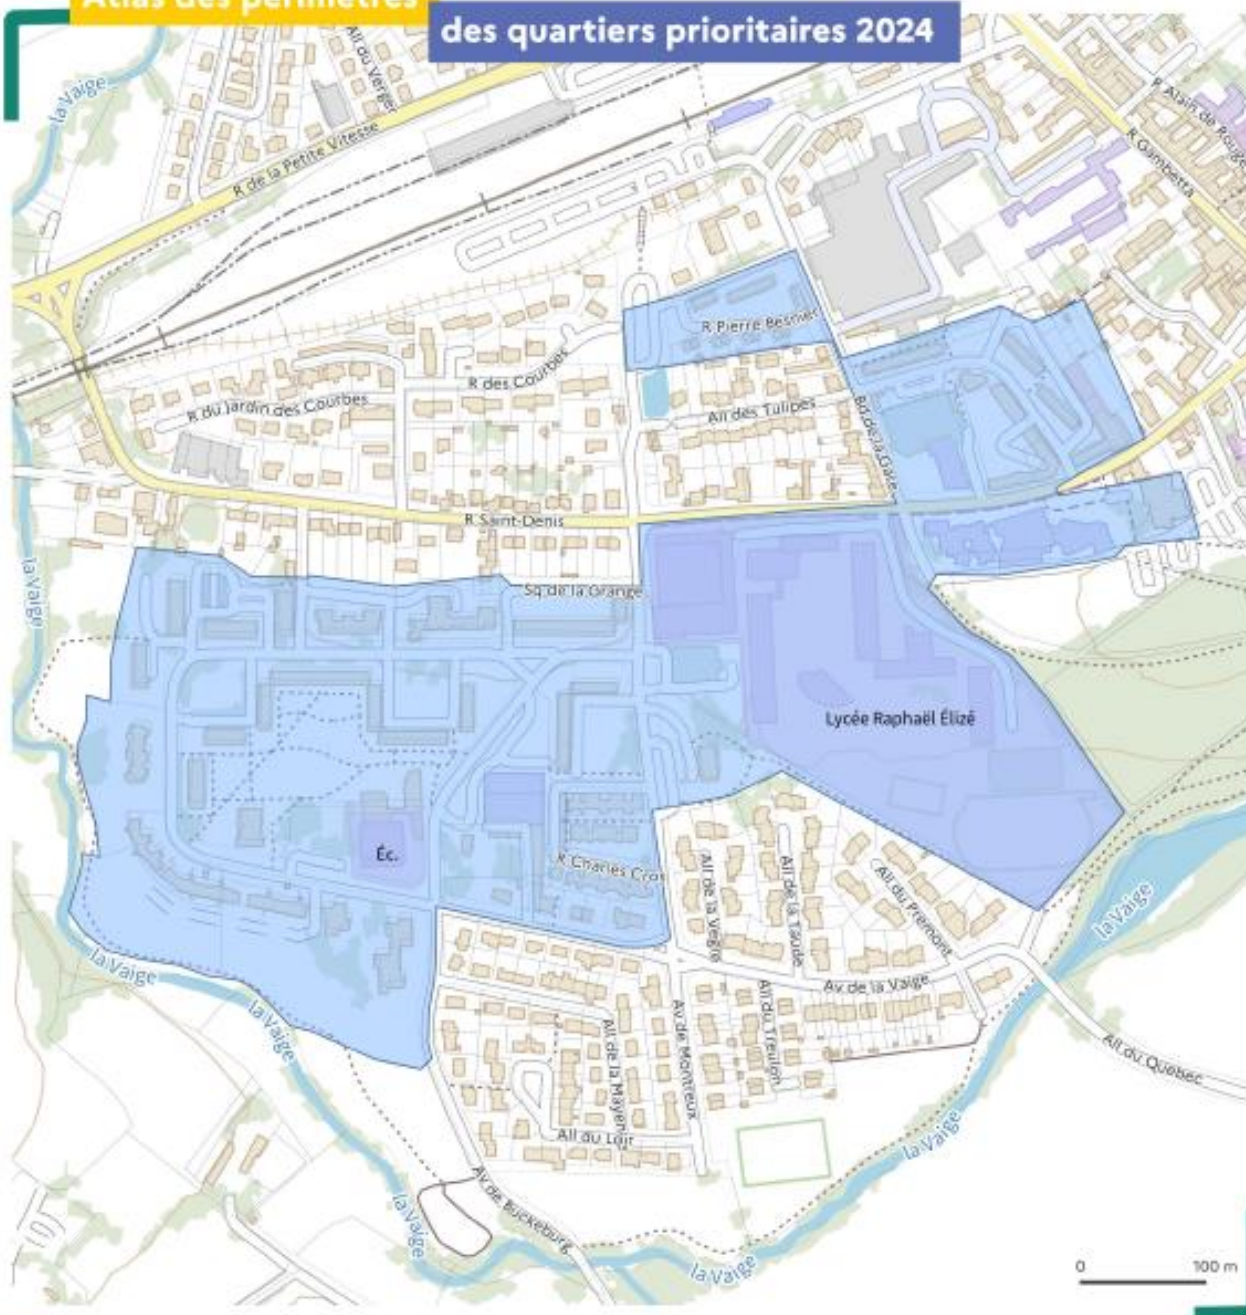 Atlas des périmètres
des quartiers prioritaires 2024
la Vaige
All du Verger
R de la Petite Vitesse
R Alain de Rougé
R Gambetta
R Pierre Besnier
R des Courbes
R du Jardin des Courbes
All des Tulipes
Bd de la Gare
R Saint-Denis
la Vaige
Sq de la Grange
Lycée Raphaël Élizé
Éc.
R Charles Cros
All de la Vègre
All de la Taude
All du Prémont
la Vaige
la Vaige
la Vaige
Av de la Vaige
Av de Montreux
All du Treulon
All de la Mayenne
All du Québec
All du Loir
la Vaige
Av de Buckeburg
la Vaige
la Vaige
0
100 m